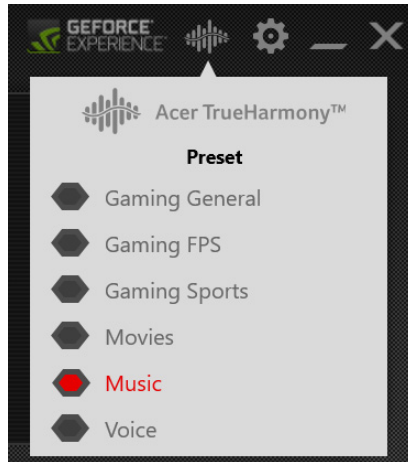 GEFORCE
EXPERIENCE
Acer TrueHarmony™
Preset
Gaming General
Gaming FPS
Gaming Sports
Movies
Music
Voice